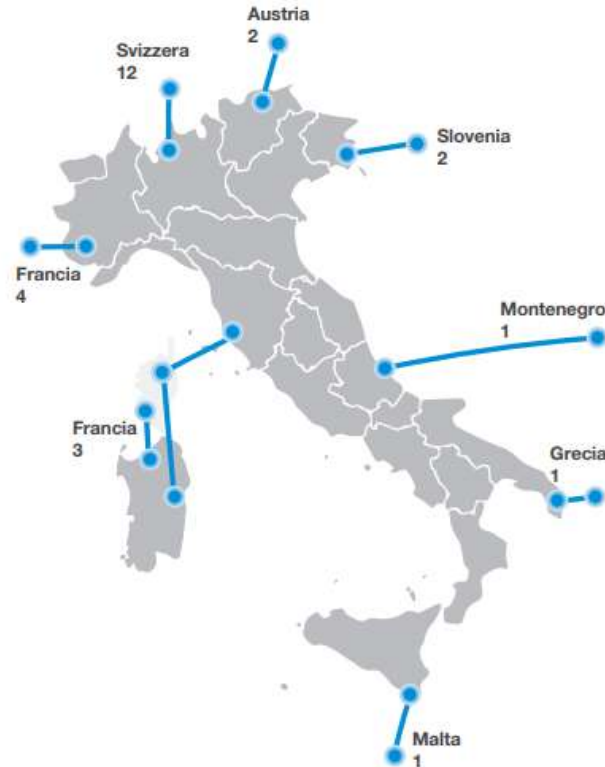 Austria
2
Svizzera
12
Slovenia
2
Francia
4
Montenegro
1
Francia
3
Grecia
1
Malta
1